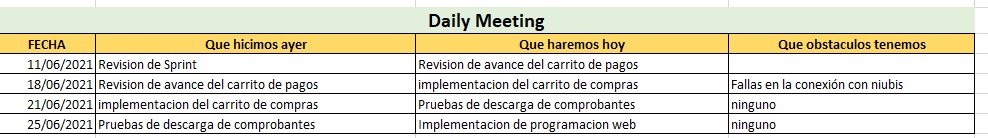 Daily Meeting
FECHA Que hicimos ayer Que haremos hoy Que obstaculos tenemos
11/06/2021 Revision de Sprint Revision de avance del carrito de pagos
18/06/2021 Revision de avance del carrito de pagos implementacion del carrito de compras Fallas en la conexión con niubis
21/06/2021 implementacion del carrito de compras Pruebas de descarga de comprobantes ninguno
25/06/2021 Pruebas de descarga de comprobantes Implementacion de programacion web ninguno